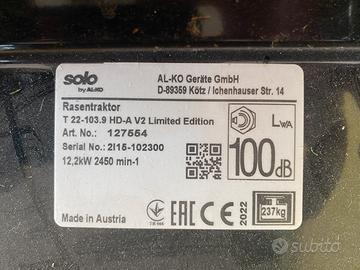 solo
by AL-KO
AL-KO Geräte GmbH
D-89359 Kötz / Ichenhauser Str. 14
Rasentraktor
T 22-103.9 HD-A V2 Limited Edition
Art. No.: 127554
Serial No.: 2I15-102300
12,2kW 2450 min-1
LWA
100dB
Made in Austria
EAC
CE
2022
237kg
subito